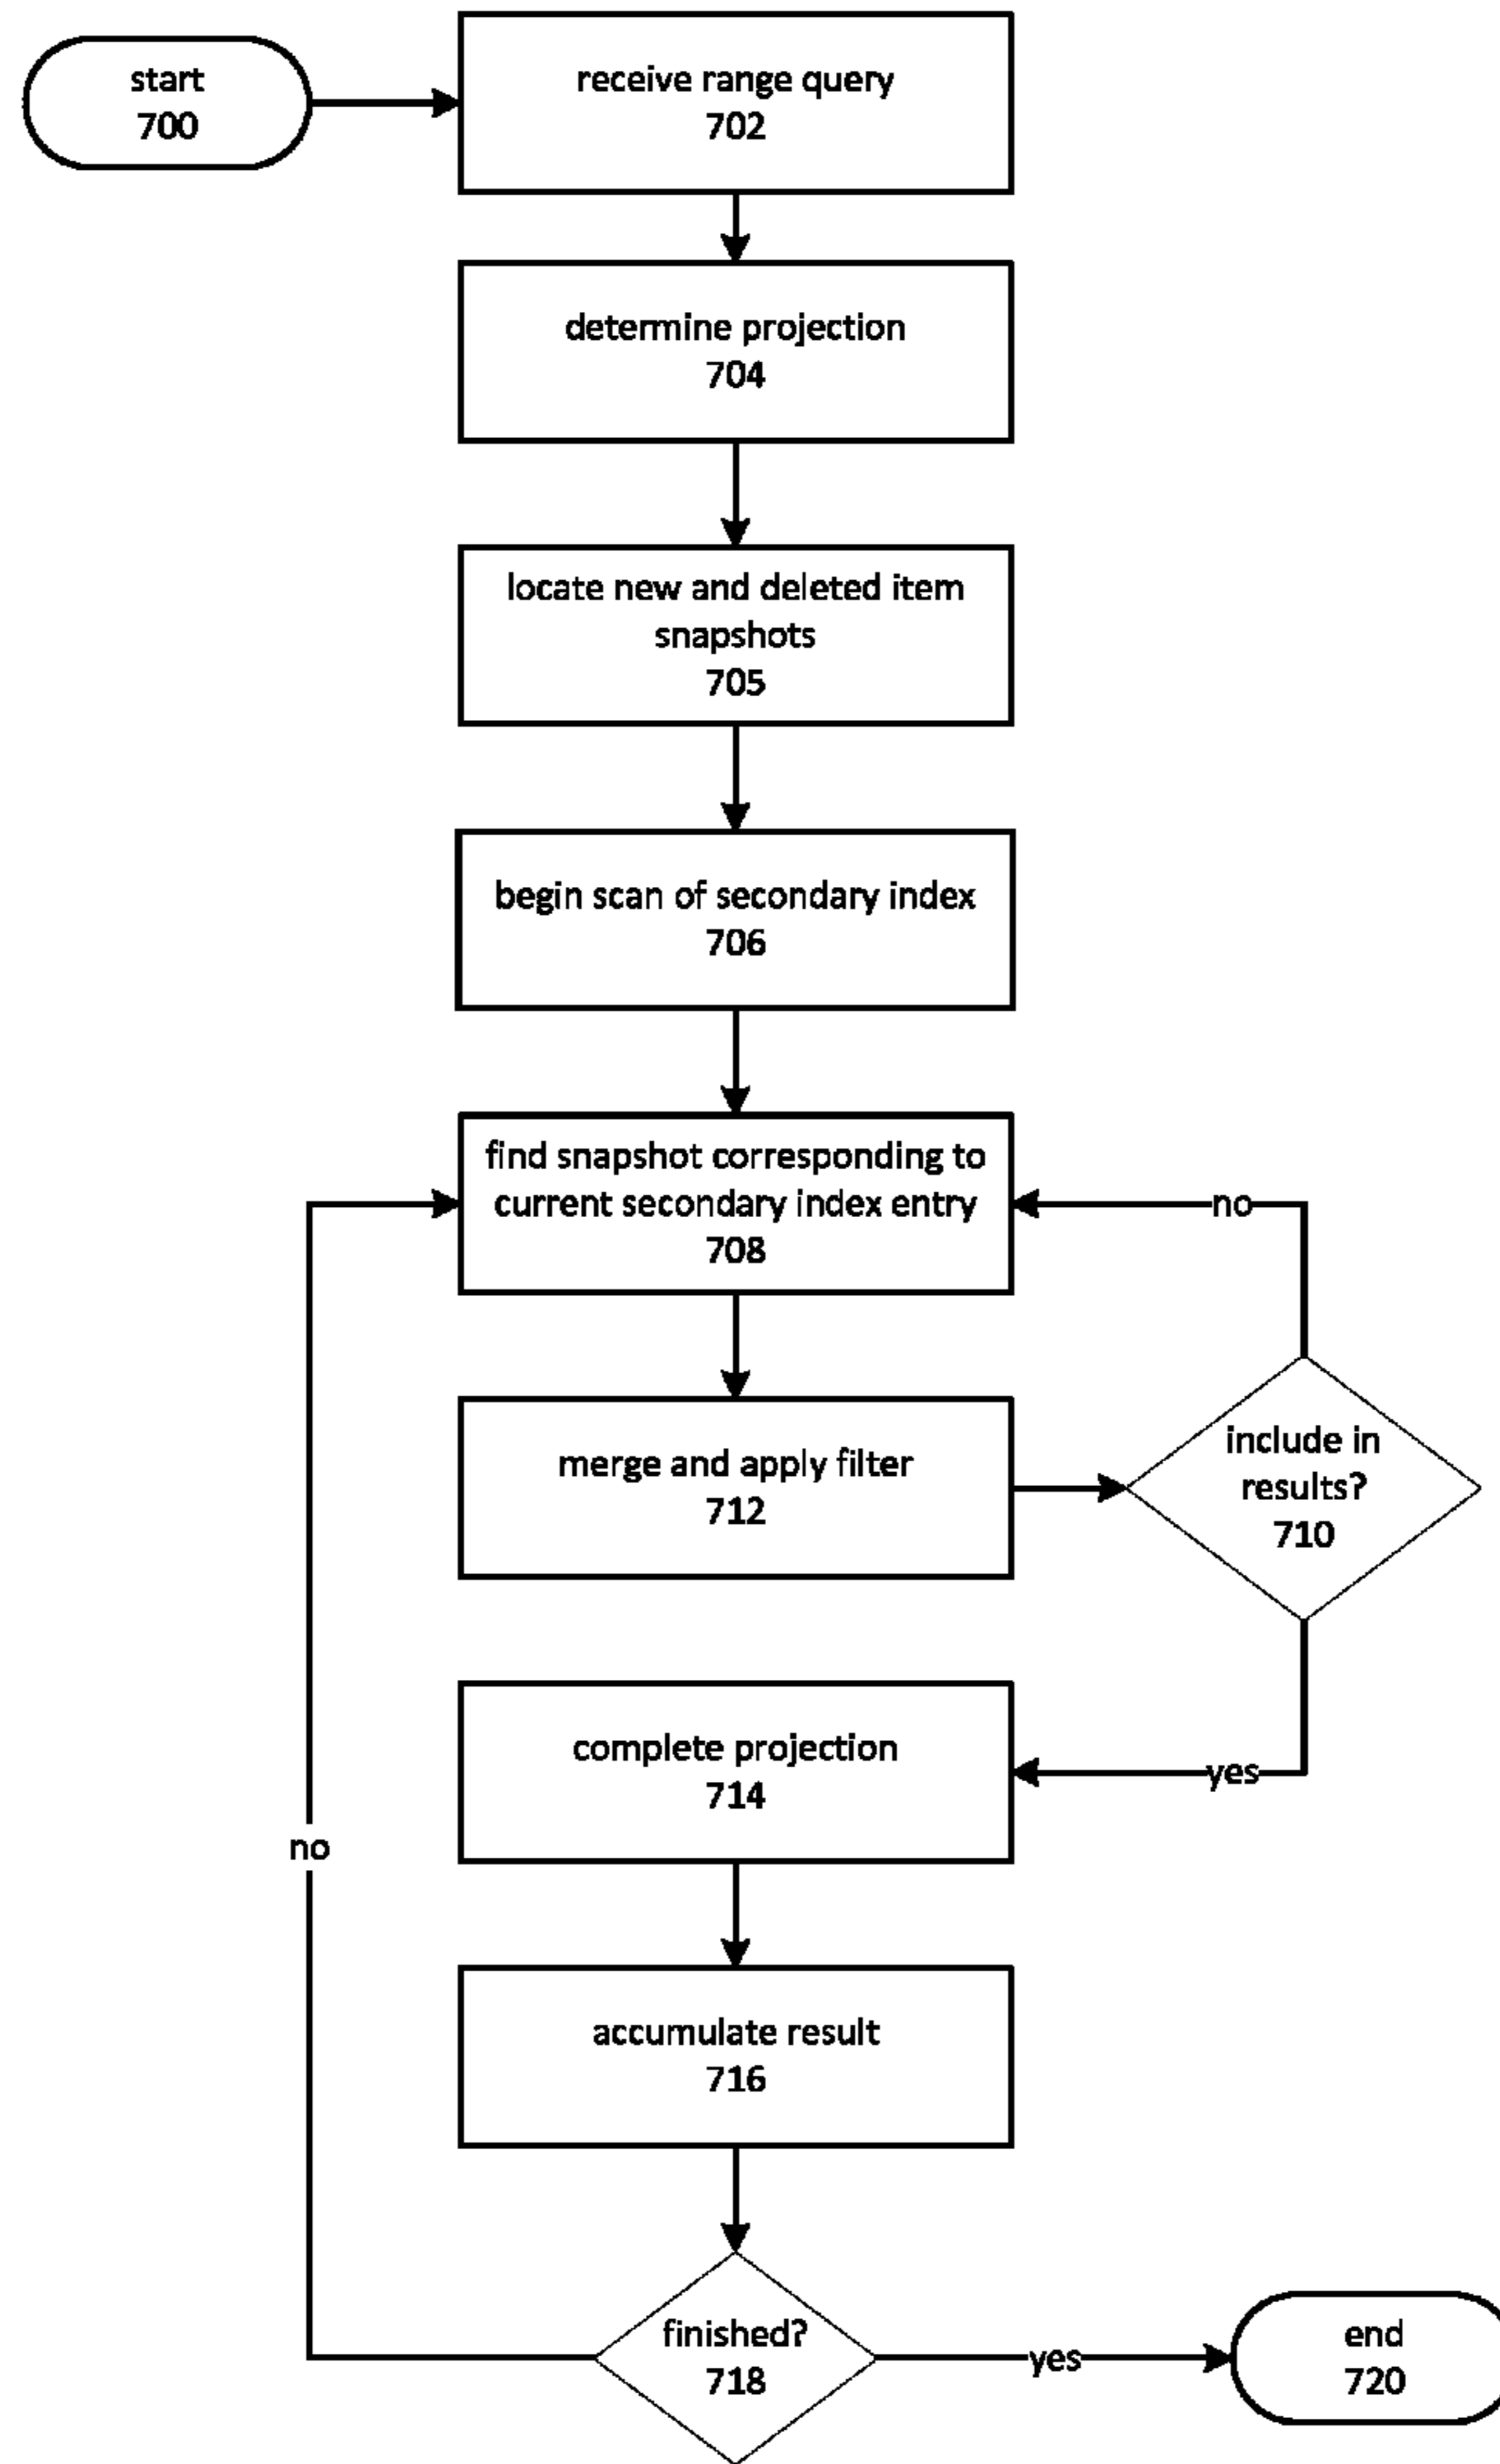 start
700
receive range query
702
determine projection
704
locate new and deleted item
snapshots
705
begin scan of secondary index
706
find snapshot corresponding to
current secondary index entry
708
no
merge and apply filter
712
include in
results?
710
complete projection
714
yes
no
accumulate result
716
finished?
718
yes
end
720